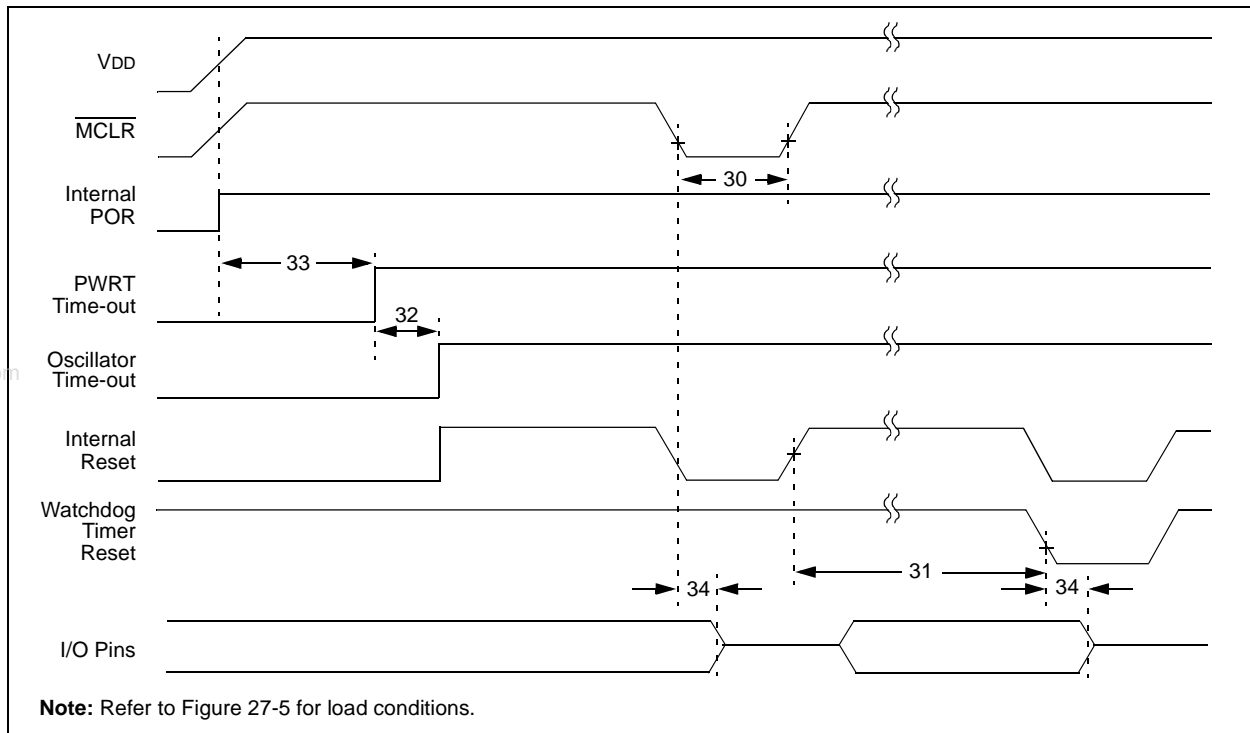 VDD
MCLR
30
Internal
POR
33
PWRT
Time-out
32
Oscillator
Time-out
om
Internal
Reset
Watchdog
Timer
Reset
31
34
34
I/O Pins
Note: Refer to Figure 27-5 for load conditions.